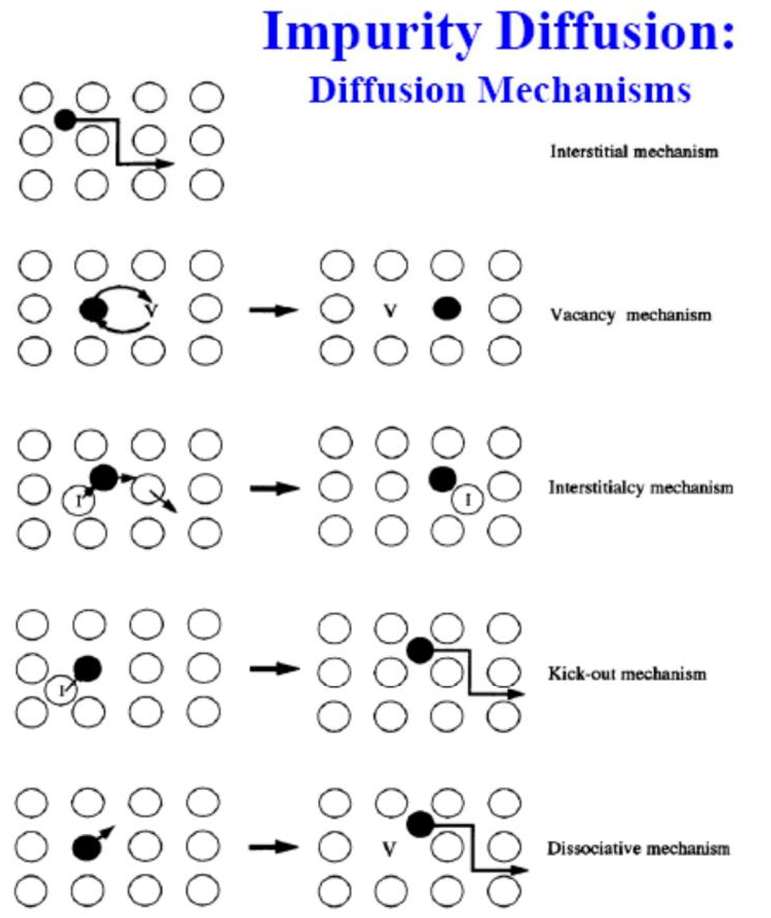 Impurity Diffusion:
Diffusion Mechanisms
Interstitial mechanism
V
V
Vacancy mechanism
I
I
Interstitialcy mechanism
I
Kick-out mechanism
V
Dissociative mechanism